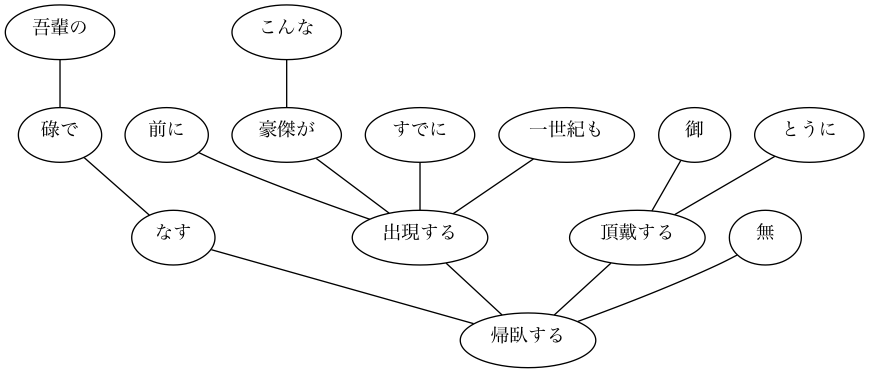 吾輩の
こんな
碌で
前に
豪傑が
すでに
一世紀も
御
とうに
なす
出現する
頂戴する
無
帰臥する